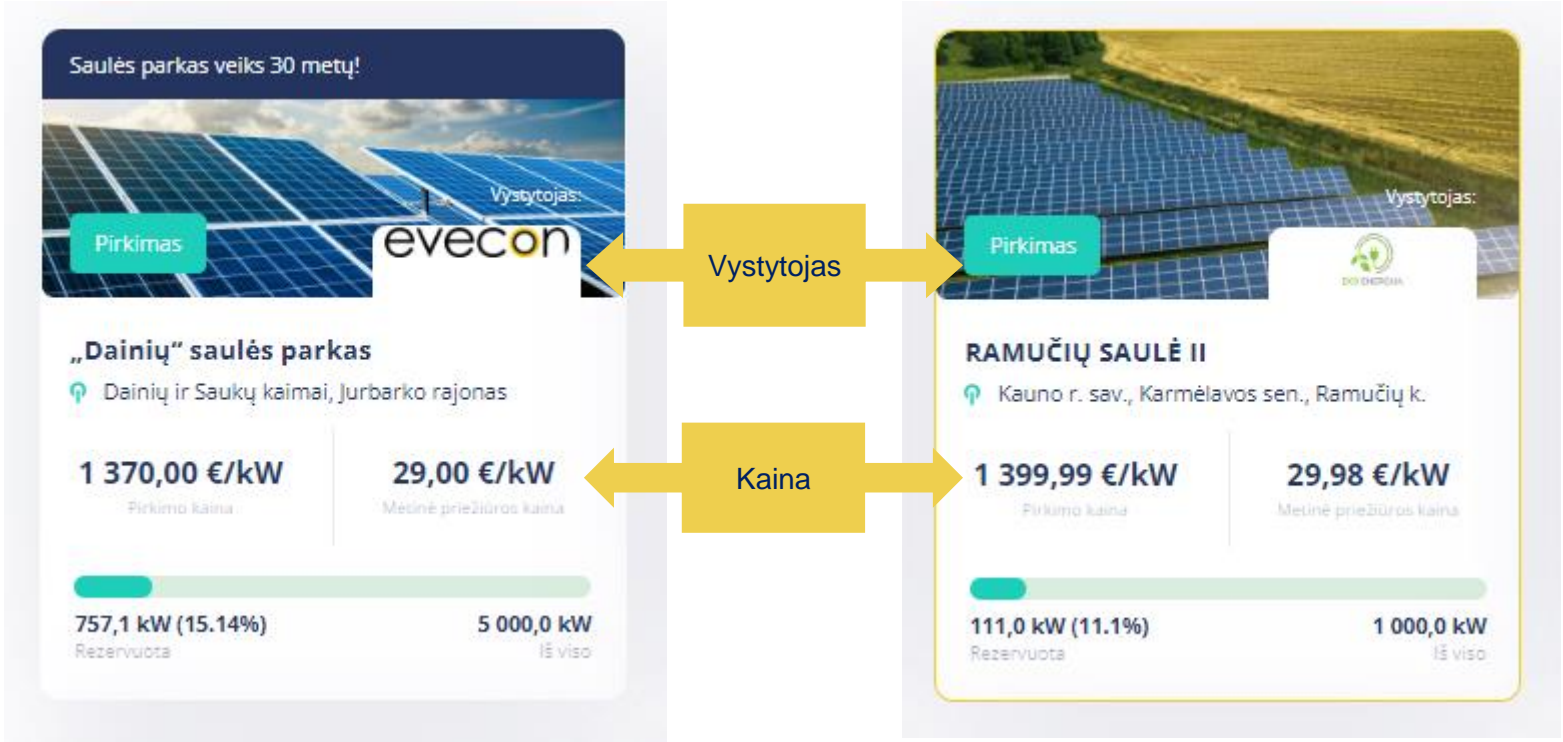 Saulės parkas veiks 30 metų!
Vystytojas:
Pirkimas
evecon
„Dainių“ saulės parkas
Dainių ir Saukų kaimai, Jurbarko rajonas
1 370,00 €/kW
29,00 €/kW
Pirkimo kaina
Metinė priežiūros kaina
757,1 kW (15.14%)
5 000,0 kW
Rezervuota
Iš viso
Vystytojas
Kaina
Vystytojas:
Pirkimas
EKO ENERGIJA
RAMUČIŲ SAULĖ II
Kauno r. sav., Karmėlavos sen., Ramučių k.
1 399,99 €/kW
29,98 €/kW
Pirkimo kaina
Metinė priežiūros kaina
111,0 kW (11.1%)
1 000,0 kW
Rezervuota
Iš viso